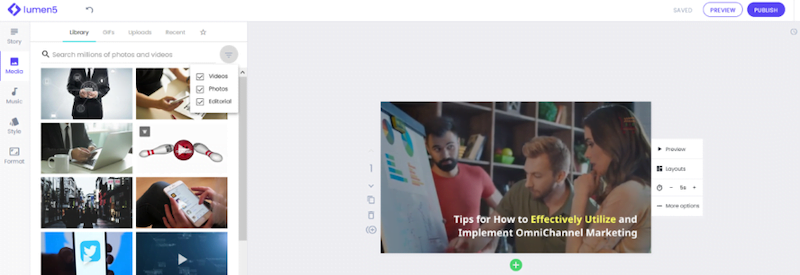 lumen5
SAVED
PREVIEW
PUBLISH
Story
Media
Music
Style
Format
Library
GIFs
Uploads
Recent
Search millions of photos and videos
Videos
Photos
Editorial
1
Tips for How to Effectively Utilize and
Implement OmniChannel Marketing
Preview
Layouts
- 5s +
More options